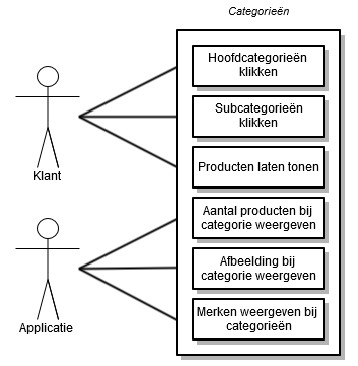 Categorieën
Hoofdcategorieën
klikken
Subcategorieën
klikken
Producten laten tonen
Klant
Aantal producten bij
categorie weergeven
Afbeelding bij
categorie weergeven
Merken weergeven bij
categorieën
Applicatie